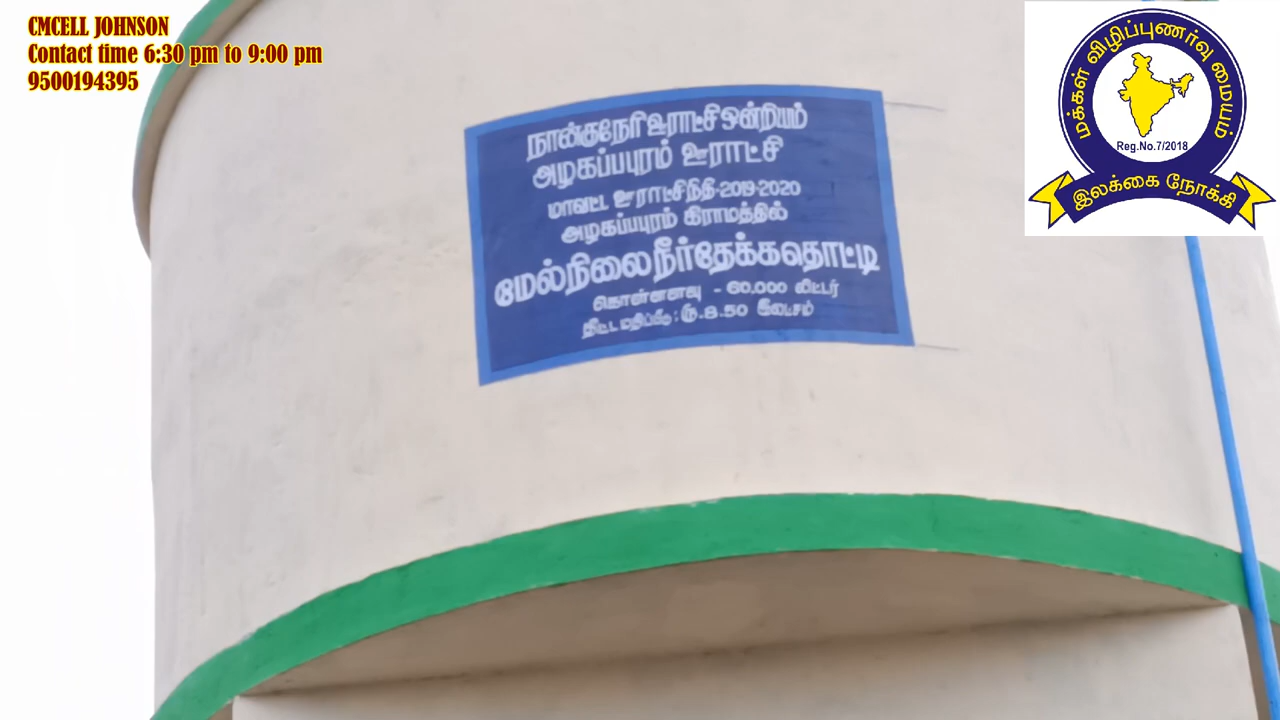 CMCELL JOHNSON
Contact time 6:30 pm to 9:00 pm
9500194395
மக்கள் விழிப்புணர்வு மையம்
Reg.No.7/2018
இலக்கை நோக்கி
நான்குநேரி ஊராட்சி ஒன்றியம்
அழகப்பபுரம் ஊராட்சி
மாவட்ட ஊராட்சிநிதி-2019-2020
அழகப்பபுரம் கிராமத்தில்
மேல்நிலைநீர்தேக்கதொட்டி
கொள்ளளவு - 60,000 லிட்டர்
திட்ட மதிப்பீடு : ரூ.8.50 இலட்சம்